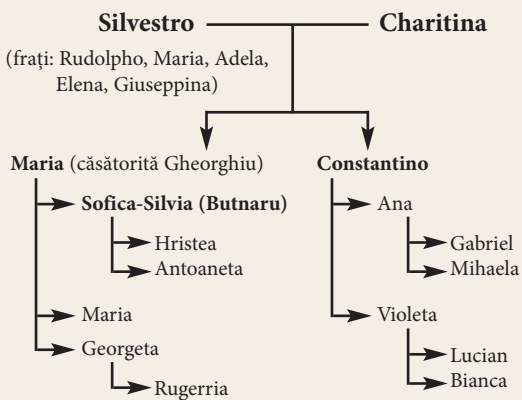 Silvestro
Charitina
(frați: Rudolpho, Maria, Adela,
Elena, Giuseppina)
Maria (căsătorită Gheorghiu)
Sofica-Silvia (Butnaru)
Hristea
Antoaneta
Maria
Georgeta
Rugerria
Constantino
Ana
Gabriel
Mihaela
Violeta
Lucian
Bianca